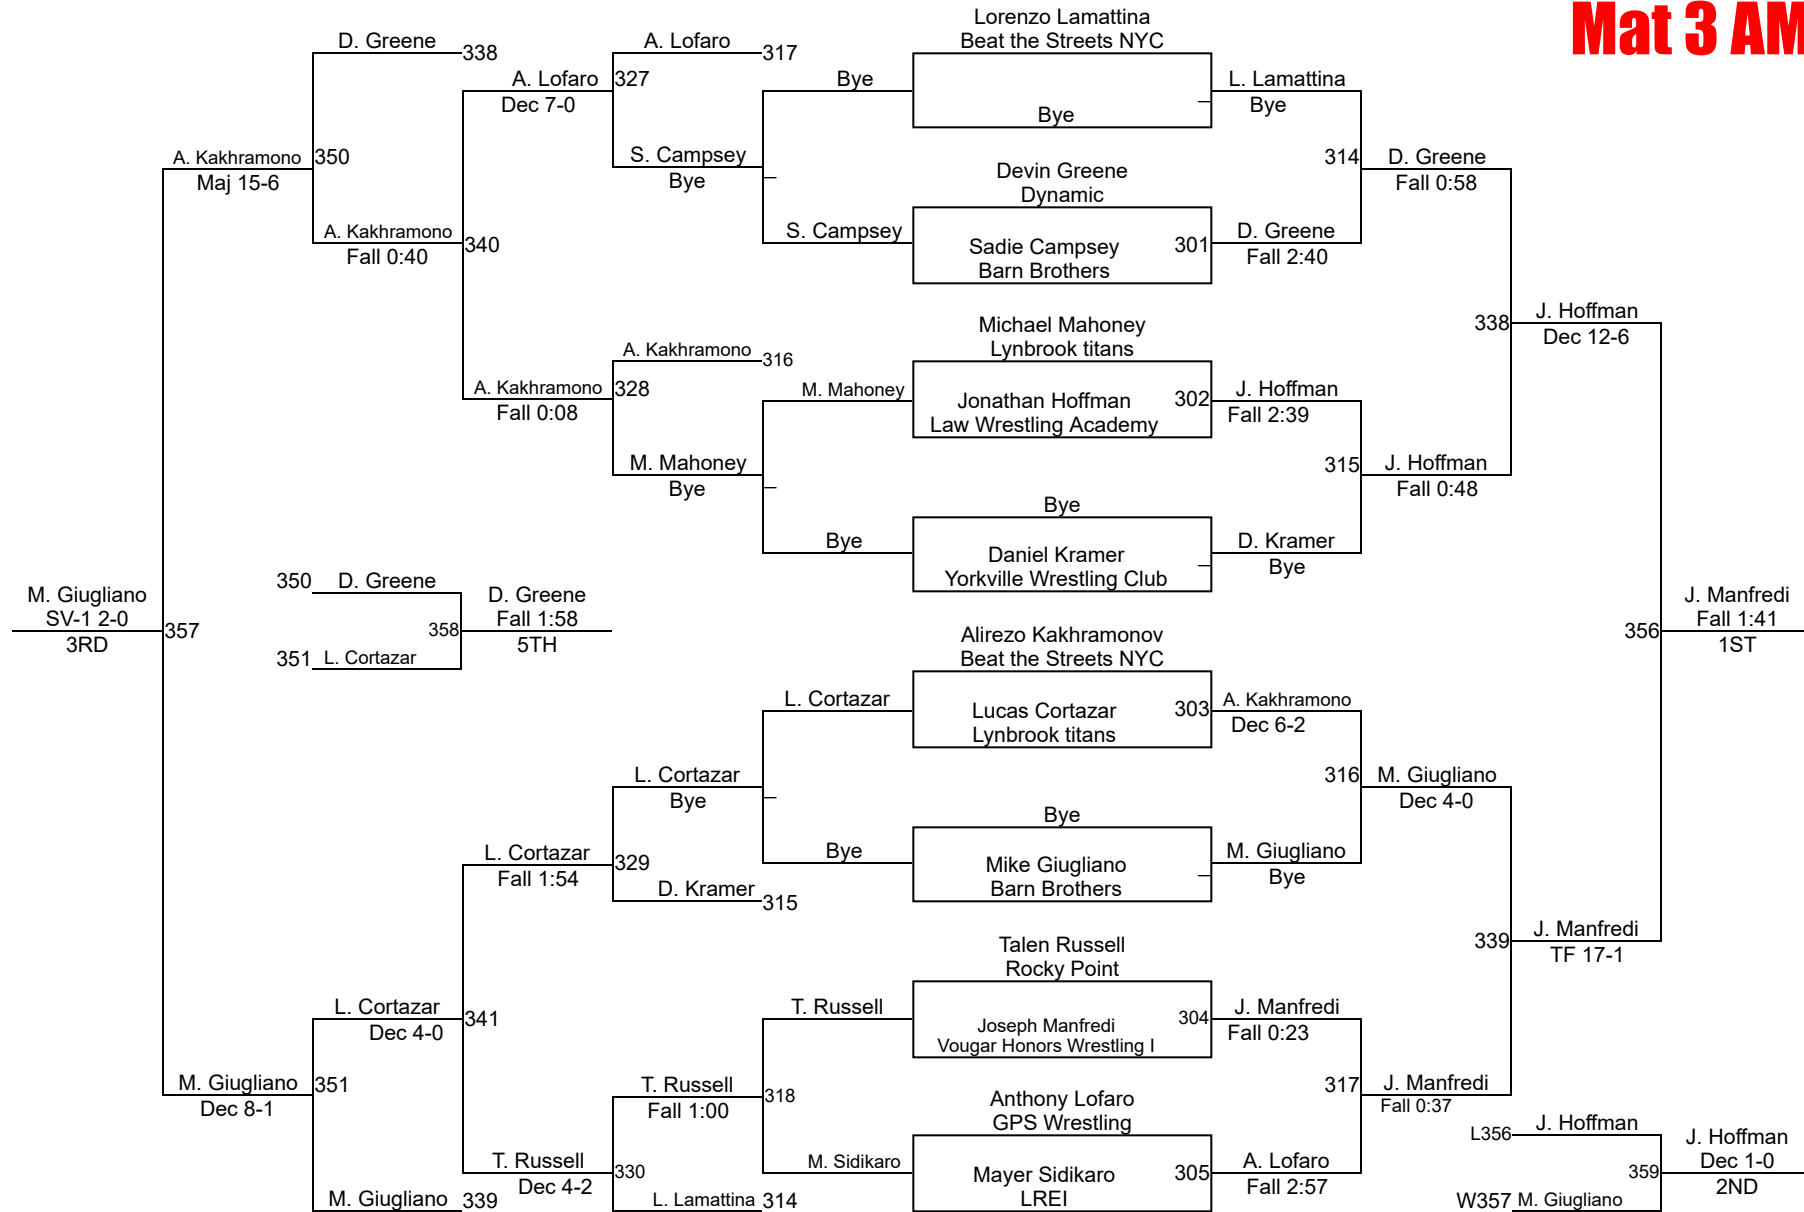 Mat 3 AM
Lorenzo Lamattina
Beat the Streets NYC
D. Greene
338
A. Lofaro
317
A. Lofaro
327
Dec 7-0
Bye
Bye
L. Lamattina
Bye
S. Campsey
Bye
A. Kakhramono
350
Maj 15-6
314
D. Greene
Fall 0:58
Devin Greene
Dynamic
A. Kakhramono
340
Fall 0:40
S. Campsey
Sadie Campsey
Barn Brothers
301
D. Greene
Fall 2:40
Michael Mahoney
Lynbrook titans
338
J. Hoffman
Dec 12-6
A. Kakhramono
316
A. Kakhramono
328
Fall 0:08
M. Mahoney
Jonathan Hoffman
Law Wrestling Academy
302
J. Hoffman
Fall 2:39
M. Mahoney
Bye
315
J. Hoffman
Fall 0:48
Bye
Bye
Daniel Kramer
Yorkville Wrestling Club
D. Kramer
Bye
350
D. Greene
M. Giugliano
SV-1 2-0
3RD
357
358
D. Greene
Fall 1:58
5TH
351
L. Cortazar
356
J. Manfredi
Fall 1:41
1ST
Alirezo Kakhramonov
Beat the Streets NYC
L. Cortazar
Lucas Cortazar
Lynbrook titans
303
A. Kakhramono
Dec 6-2
L. Cortazar
Bye
316
M. Giugliano
Dec 4-0
Bye
L. Cortazar
329
Fall 1:54
Bye
Mike Giugliano
Barn Brothers
M. Giugliano
Bye
D. Kramer
315
339
J. Manfredi
TF 17-1
Talen Russell
Rocky Point
L. Cortazar
341
Dec 4-0
T. Russell
Joseph Manfredi
Vougar Honors Wrestling I
304
J. Manfredi
Fall 0:23
M. Giugliano
351
Dec 8-1
T. Russell
318
Fall 1:00
317
J. Manfredi
Fall 0:37
Anthony Lofaro
GPS Wrestling
L356
J. Hoffman
T. Russell
330
Dec 4-2
M. Sidikaro
Mayer Sidikaro
LREI
305
A. Lofaro
Fall 2:57
359
J. Hoffman
Dec 1-0
2ND
M. Giugliano
339
L. Lamattina
314
W357
M. Giugliano